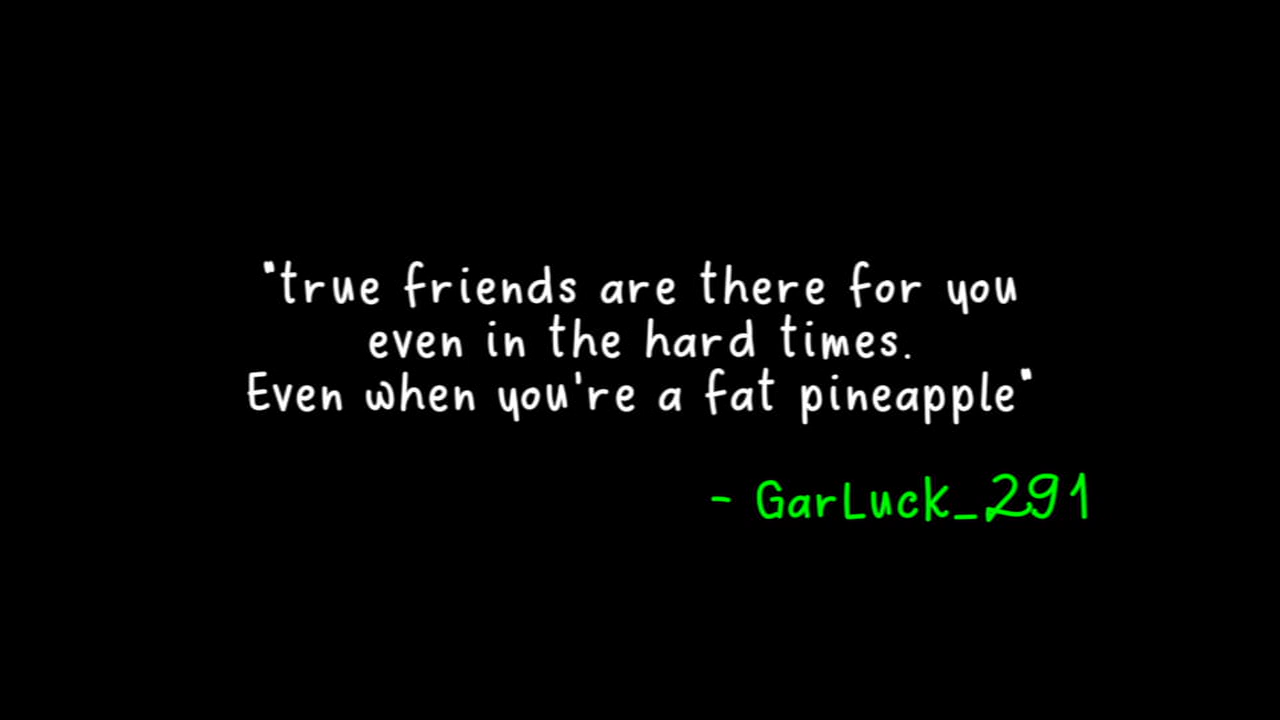 "true friends are there for you
even in the hard times.
Even when you're a fat pineapple"
- GarLuck_291